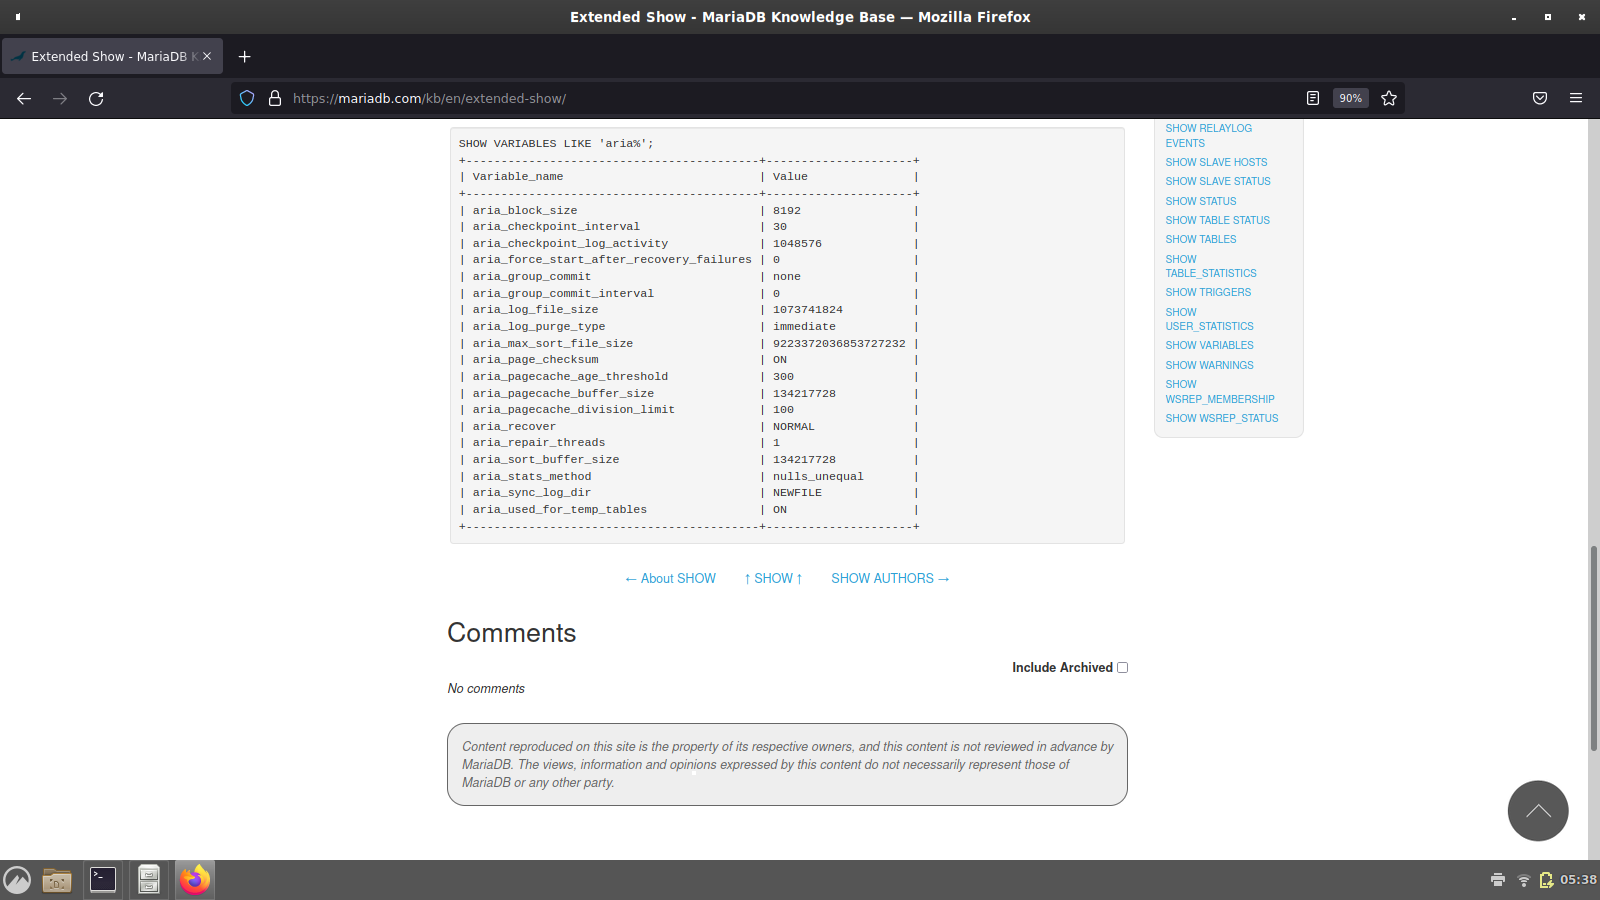 Extended Show - MariaDB Knowledge Base — Mozilla Firefox
Extended Show - MariaDB K
https://mariadb.com/kb/en/extended-show/
90%
SHOW VARIABLES LIKE 'aria%';
+------------------------------------------+---------------------+
| Variable_name | Value |
+------------------------------------------+---------------------+
| aria_block_size | 8192 |
| aria_checkpoint_interval | 30 |
| aria_checkpoint_log_activity | 1048576 |
| aria_force_start_after_recovery_failures | 0 |
| aria_group_commit | none |
| aria_group_commit_interval | 0 |
| aria_log_file_size | 1073741824 |
| aria_log_purge_type | immediate |
| aria_max_sort_file_size | 9223372036853727232 |
| aria_page_checksum | ON |
| aria_pagecache_age_threshold | 300 |
| aria_pagecache_buffer_size | 134217728 |
| aria_pagecache_division_limit | 100 |
| aria_recover | NORMAL |
| aria_repair_threads | 1 |
| aria_sort_buffer_size | 134217728 |
| aria_stats_method | nulls_unequal |
| aria_sync_log_dir | NEWFILE |
| aria_used_for_temp_tables | ON |
+------------------------------------------+---------------------+
← About SHOW ↑ SHOW ↑ SHOW AUTHORS →
Comments
Include Archived
No comments
Content reproduced on this site is the property of its respective owners, and this content is not reviewed in advance by
MariaDB. The views, information and opinions expressed by this content do not necessarily represent those of
MariaDB or any other party.
SHOW RELAYLOG
EVENTS
SHOW SLAVE HOSTS
SHOW SLAVE STATUS
SHOW STATUS
SHOW TABLE STATUS
SHOW TABLES
SHOW
TABLE_STATISTICS
SHOW TRIGGERS
SHOW
USER_STATISTICS
SHOW VARIABLES
SHOW WARNINGS
SHOW
WSREP_MEMBERSHIP
SHOW WSREP_STATUS
05:38